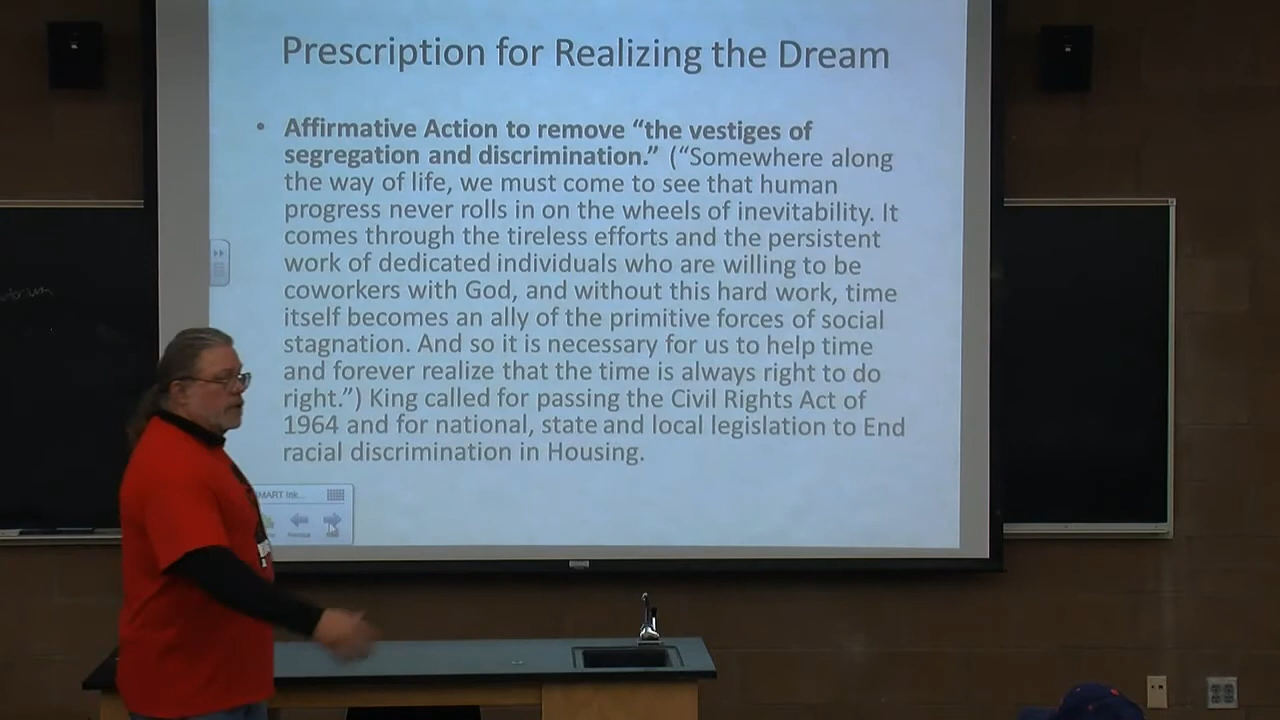 Prescription for Realizing the Dream
• Affirmative Action to remove “the vestiges of
segregation and discrimination.” (“Somewhere along
the way of life, we must come to see that human
progress never rolls in on the wheels of inevitability. It
comes through the tireless efforts and the persistent
work of dedicated individuals who are willing to be
coworkers with God, and without this hard work, time
itself becomes an ally of the primitive forces of social
stagnation. And so it is necessary for us to help time
and forever realize that the time is always right to do
right.”) King called for passing the Civil Rights Act of
1964 and for national, state and local legislation to End
racial discrimination in Housing.
Ink...
Previous